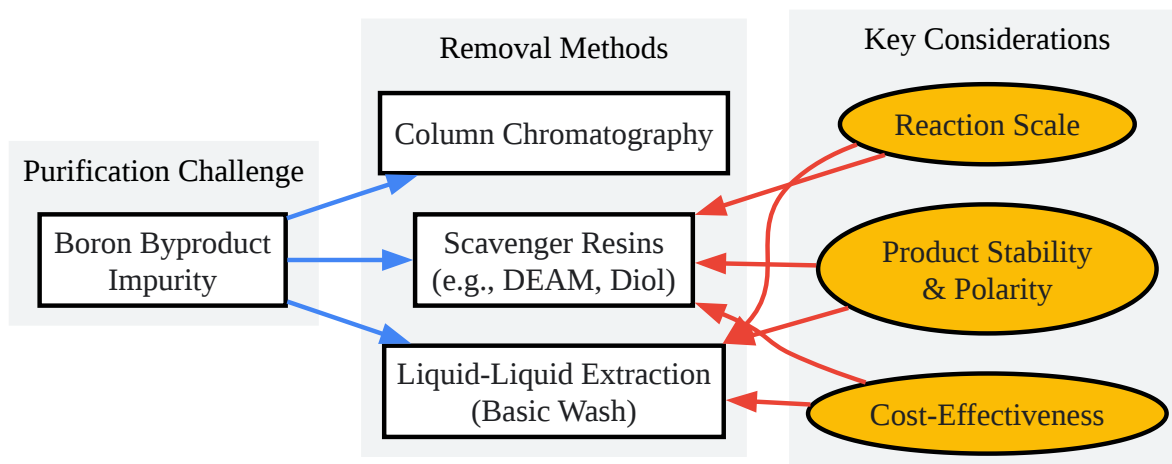 Purification Challenge
Boron Byproduct
Impurity
Removal Methods
Column Chromatography
Scavenger Resins
(e.g., DEAM, Diol)
Liquid-Liquid Extraction
(Basic Wash)
Key Considerations
Reaction Scale
Product Stability
& Polarity
Cost-Effectiveness